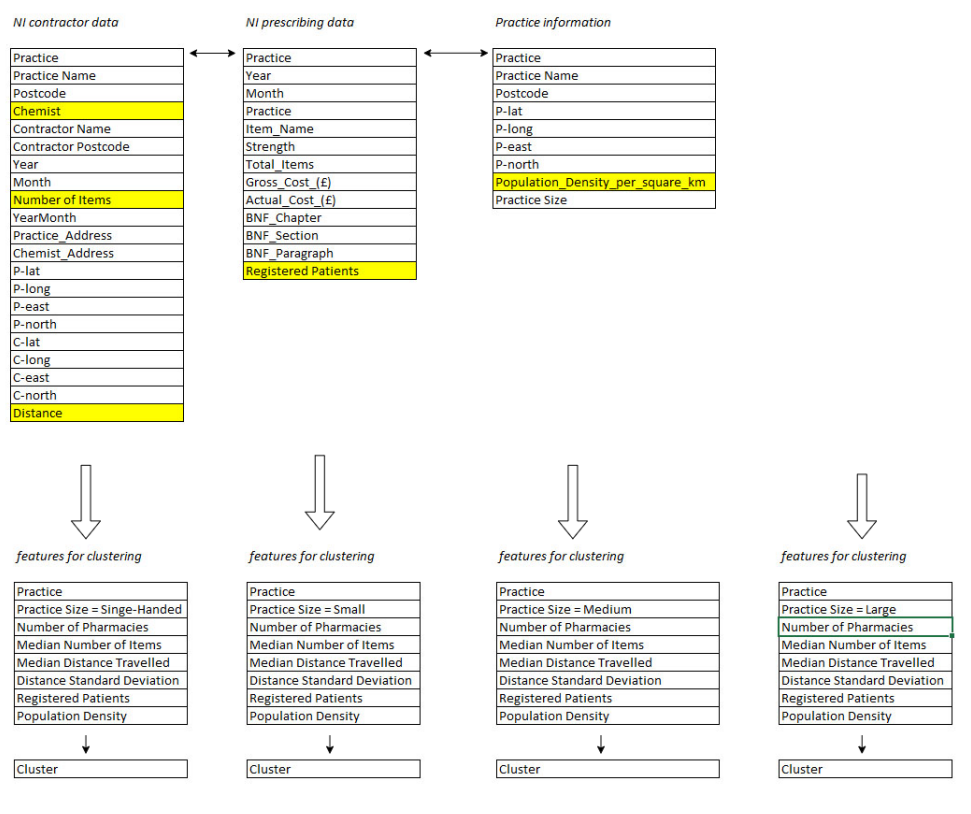 NI contractor data
Practice
Practice Name
Postcode
Chemist
Contractor Name
Contractor Postcode
Year
Month
Number of Items
YearMonth
Practice_Address
Chemist_Address
P-lat
P-long
P-east
P-north
C-lat
C-long
C-east
C-north
Distance
NI prescribing data
Practice
Year
Month
Practice
Item_Name
Strength
Total_Items
Gross_Cost_(£)
Actual_Cost_(£)
BNF_Chapter
BNF_Section
BNF_Paragraph
Registered Patients
Practice information
Practice
Practice Name
Postcode
P-lat
P-long
P-east
P-north
Population_Density_per_square_km
Practice Size
features for clustering
Practice
Practice Size = Singe-Handed
Number of Pharmacies
Median Number of Items
Median Distance Travelled
Distance Standard Deviation
Registered Patients
Population Density
Cluster
features for clustering
Practice
Practice Size = Small
Number of Pharmacies
Median Number of Items
Median Distance Travelled
Distance Standard Deviation
Registered Patients
Population Density
Cluster
features for clustering
Practice
Practice Size = Medium
Number of Pharmacies
Median Number of Items
Median Distance Travelled
Distance Standard Deviation
Registered Patients
Population Density
Cluster
features for clustering
Practice
Practice Size = Large
Number of Pharmacies
Median Number of Items
Median Distance Travelled
Distance Standard Deviation
Registered Patients
Population Density
Cluster